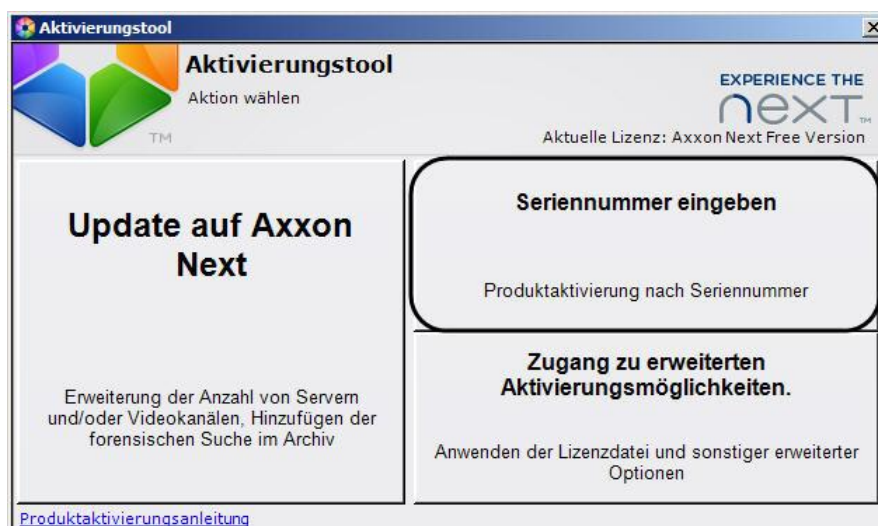 Aktivierungstool
Aktivierungstool
Aktion wählen
EXPERIENCE THE
next™
TM
Aktuelle Lizenz: Axxon Next Free Version
Update auf Axxon
Next
Erweiterung der Anzahl von Servern
und/oder Videokanälen, Hinzufügen der
forensischen Suche im Archiv
Seriennummer eingeben
Produktaktivierung nach Seriennummer
Zugang zu erweiterten
Aktivierungsmöglichkeiten.
Anwenden der Lizenzdatei und sonstiger erweiterter
Optionen
Produktaktivierungsanleitung